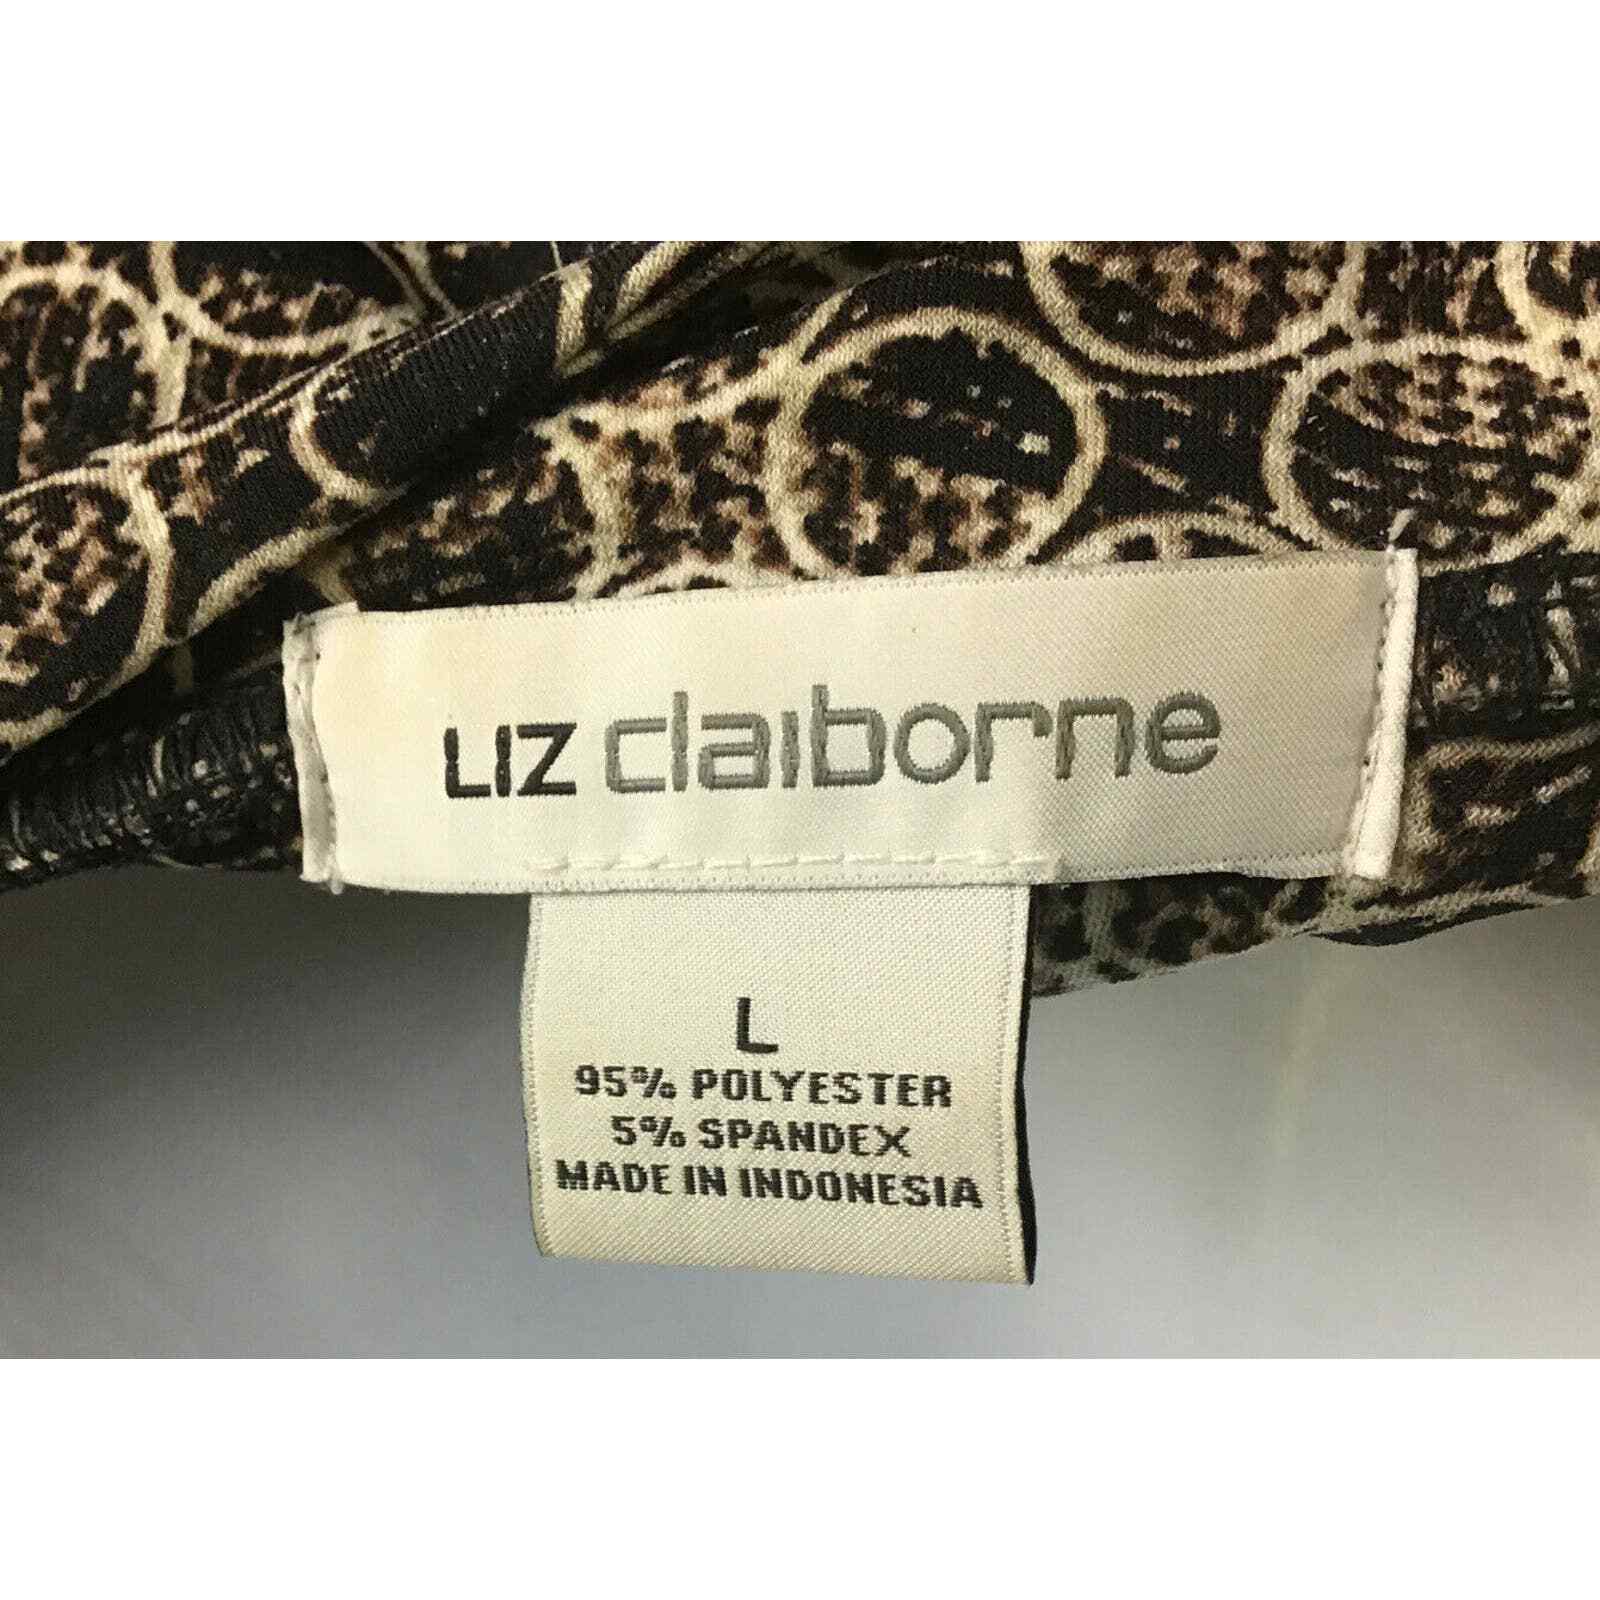 LIZ claiborne
L
95% POLYESTER
5% SPANDEX
MADE IN INDONESIA